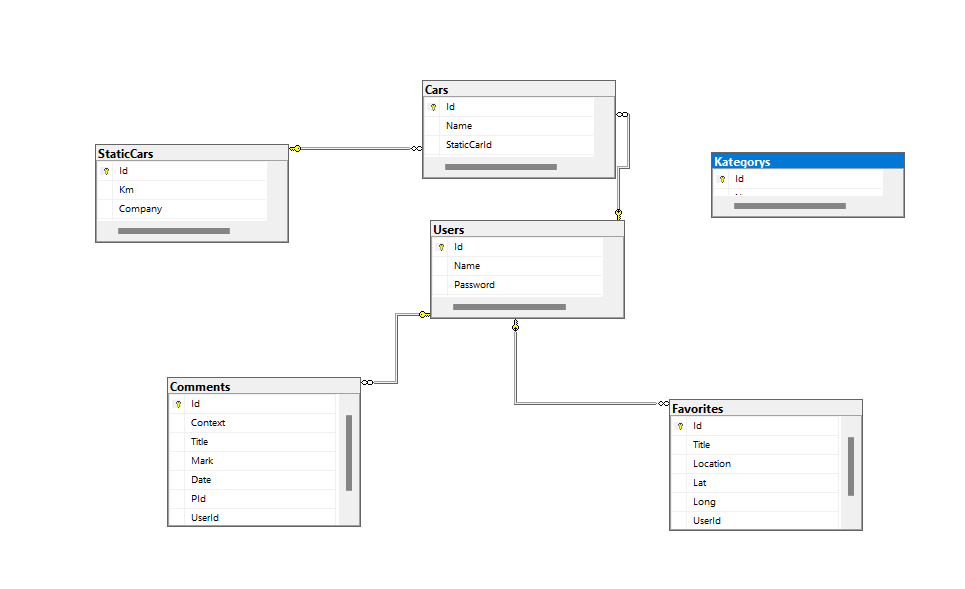 Cars
Id
Name
StaticCarId
StaticCars
Id
Km
Company
Kategorys
Id
Users
Id
Name
Password
Comments
Id
Context
Title
Mark
Date
PId
UserId
Favorites
Id
Title
Location
Lat
Long
UserId